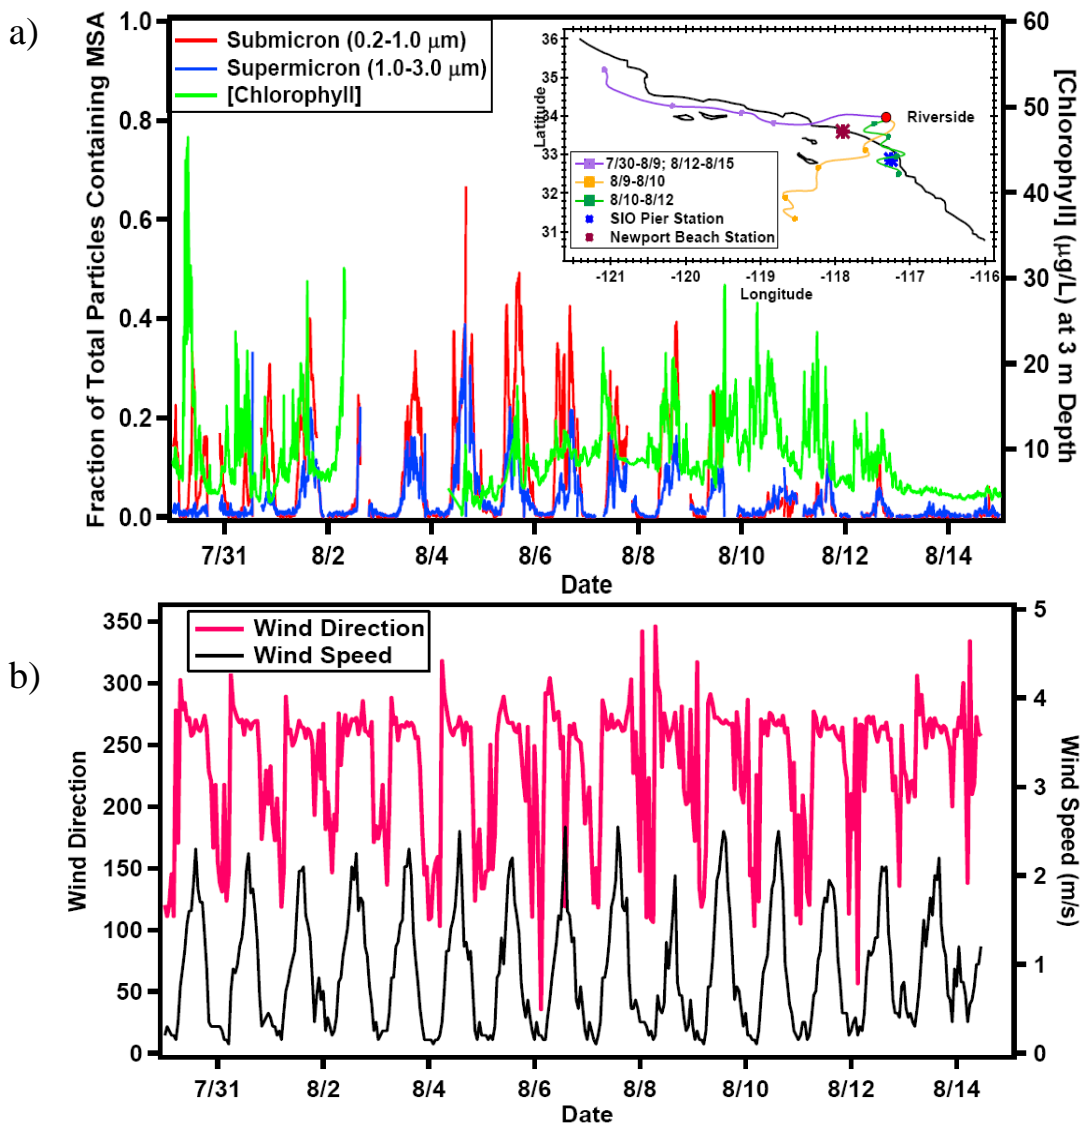 a)
Fraction of Total Particles Containing MSA
1.0
0.8
0.6
0.4
0.2
0.0
Submicron (0.2-1.0 μm)
Supermicron (1.0-3.0 μm)
[Chlorophyll]
60
50
40
30
20
10
[Chlorophyll] (μg/L) at 3 m Depth
Latitude
36
35
34
33
32
31
Riverside
7/30-8/9; 8/12-8/15
8/9-8/10
8/10-8/12
SIO Pier Station
Newport Beach Station
-121 -120 -119 -118 -117 -116
Longitude
7/31 8/2 8/4 8/6 8/8 8/10 8/12 8/14
Date
b)
Wind Direction
350
300
250
200
150
100
50
0
Wind Direction
Wind Speed
5
4
3
2
1
0
Wind Speed (m/s)
7/31 8/2 8/4 8/6 8/8 8/10 8/12 8/14
Date